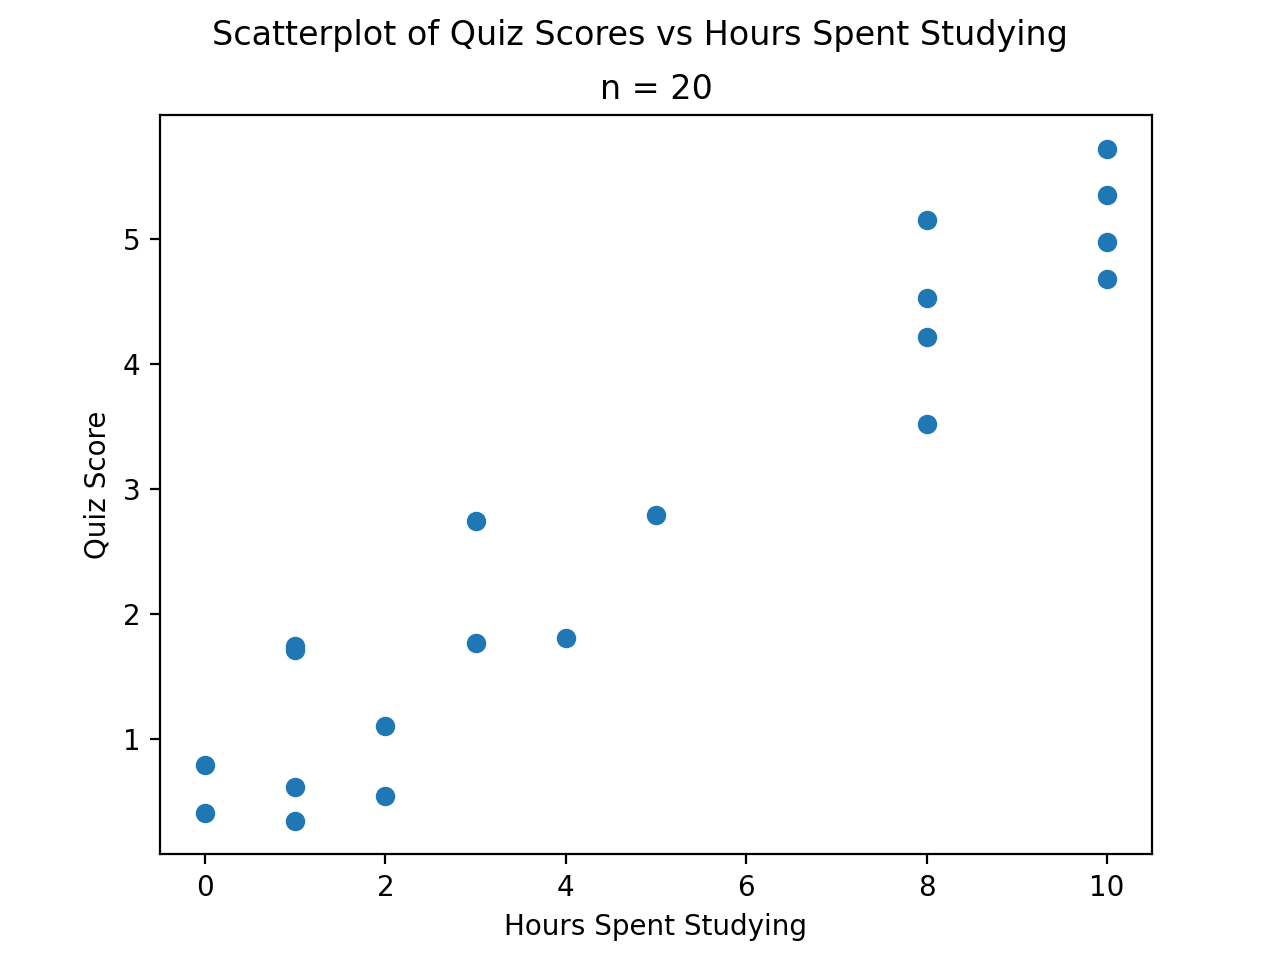 Scatterplot of Quiz Scores vs Hours Spent Studying
n = 20
5
4
3
2
1
Quiz Score
0 2 4 6 8 10
Hours Spent Studying